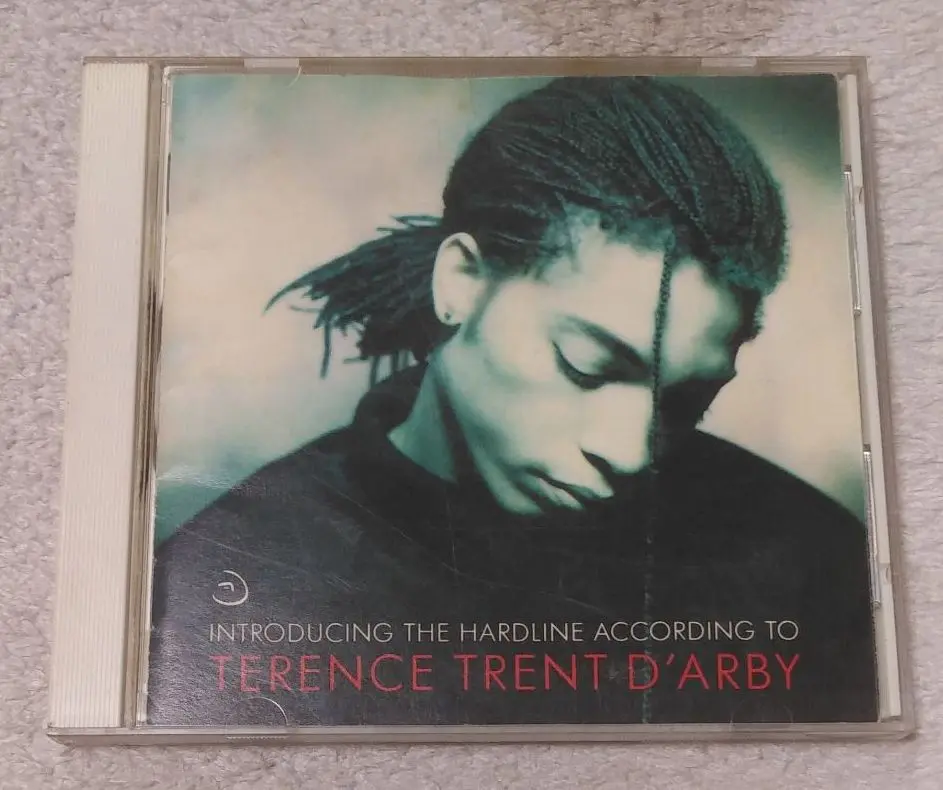 INTRODUCING THE HARDLINE ACCORDING TO
TERENCE TRENT D'ARBY